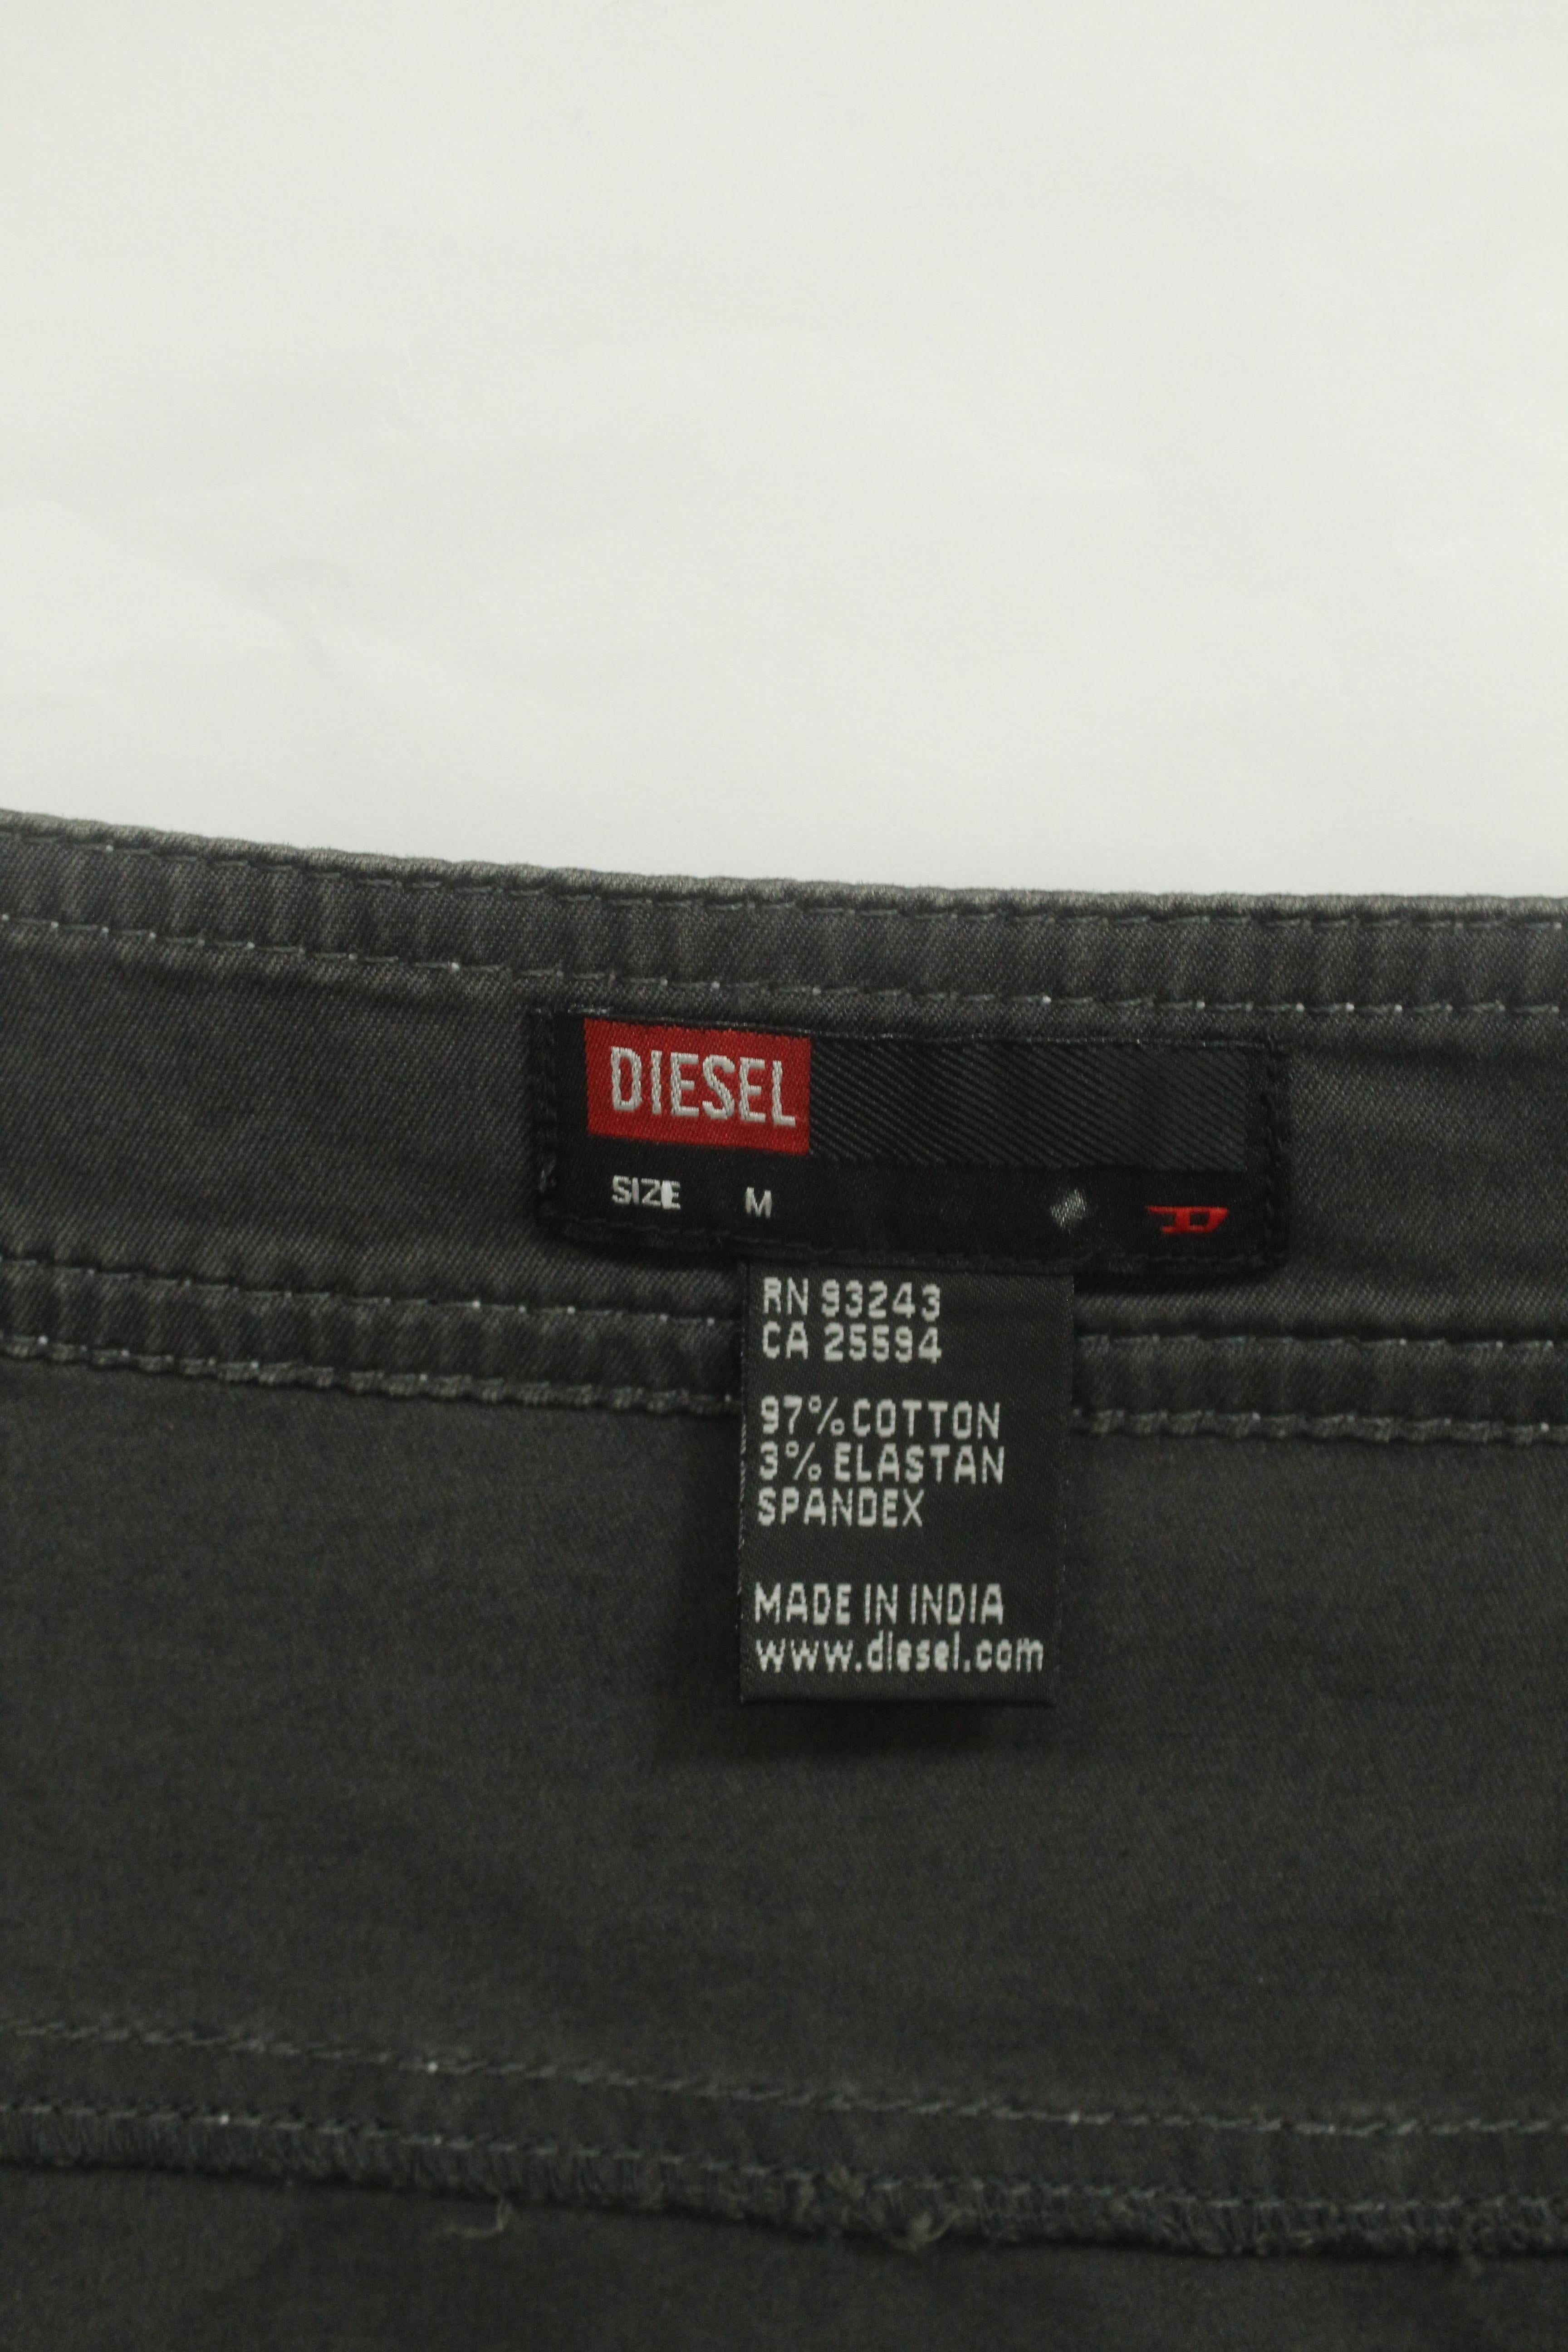 DIESEL
SIZE M
D
RN 93243
CA 25594
97% COTTON
3% ELASTAN
SPANDEX
MADE IN INDIA
www.diesel.com